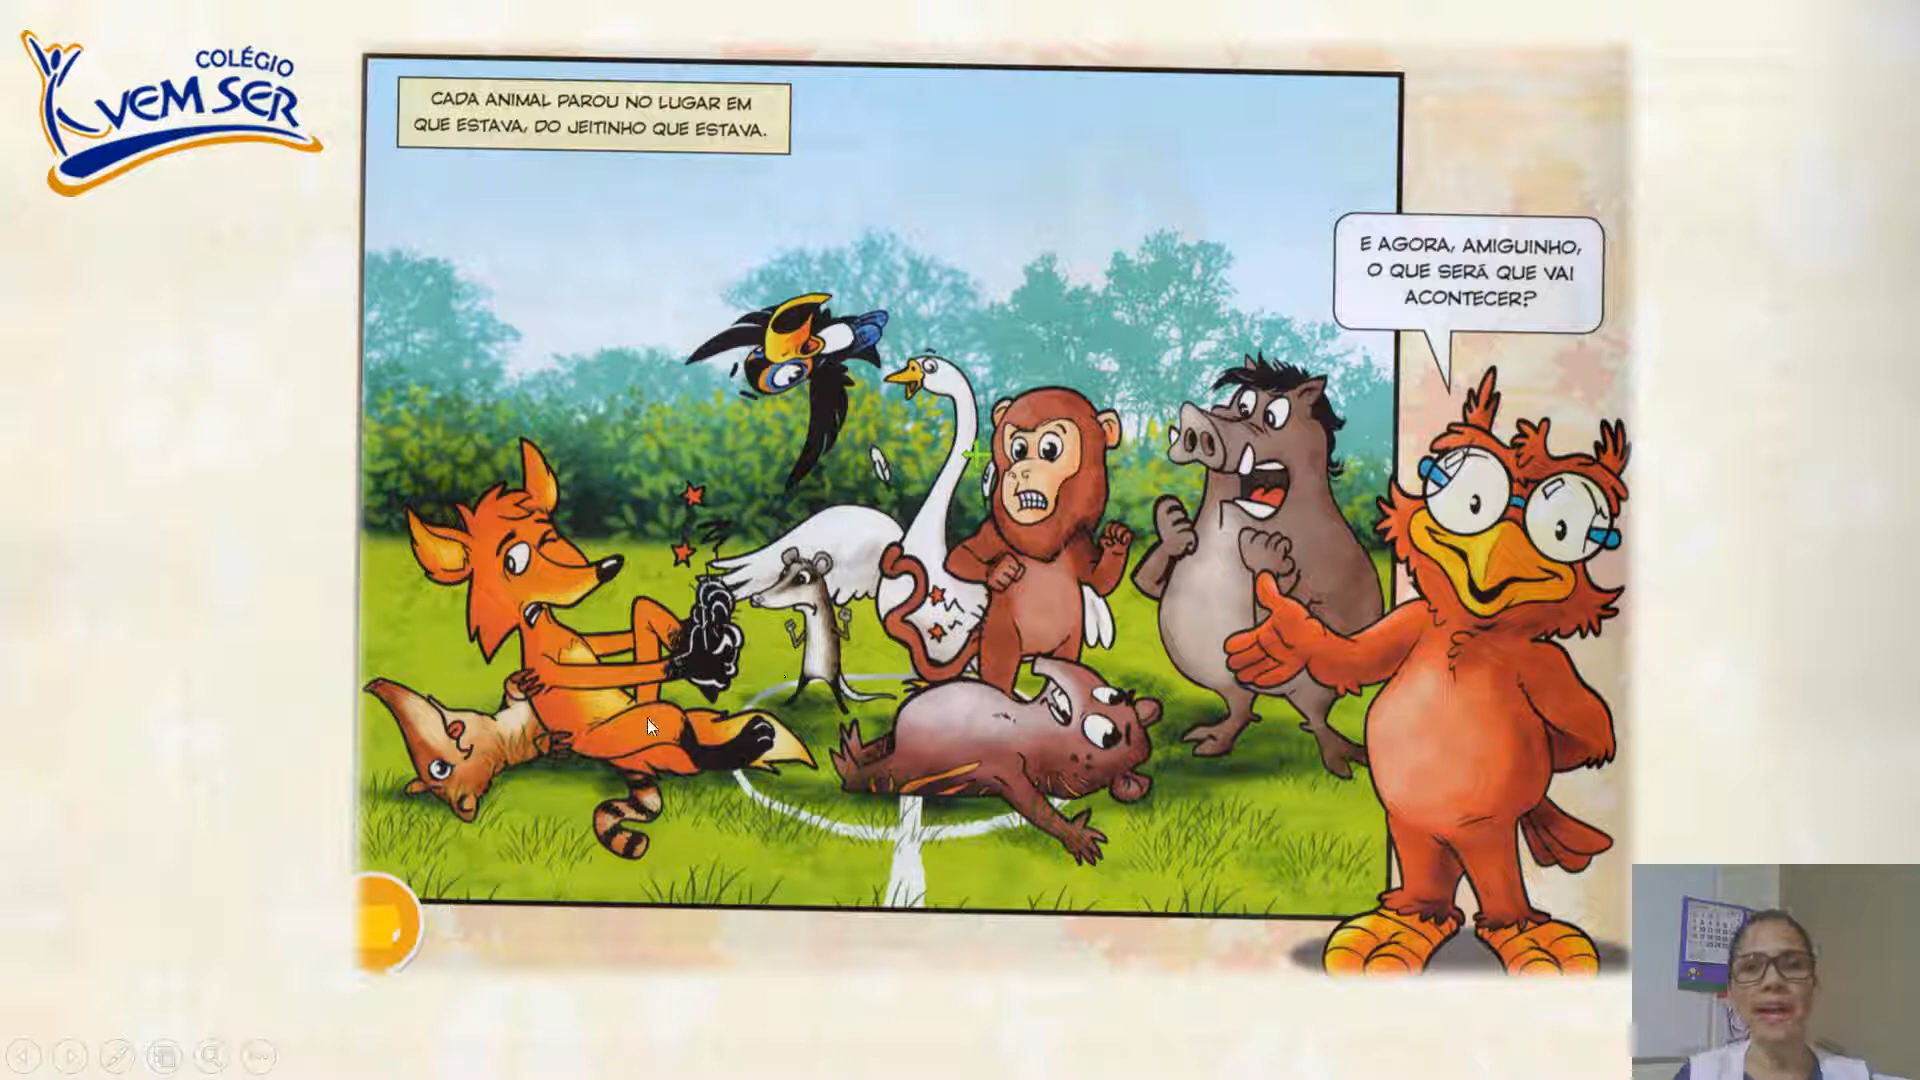 COLÉGIO
VEM SER
CADA ANIMAL PAROU NO LUGAR EM
QUE ESTAVA, DO JEITINHO QUE ESTAVA.
E AGORA, AMIGUINHO,
O QUE SERÁ QUE VAI
ACONTECER?